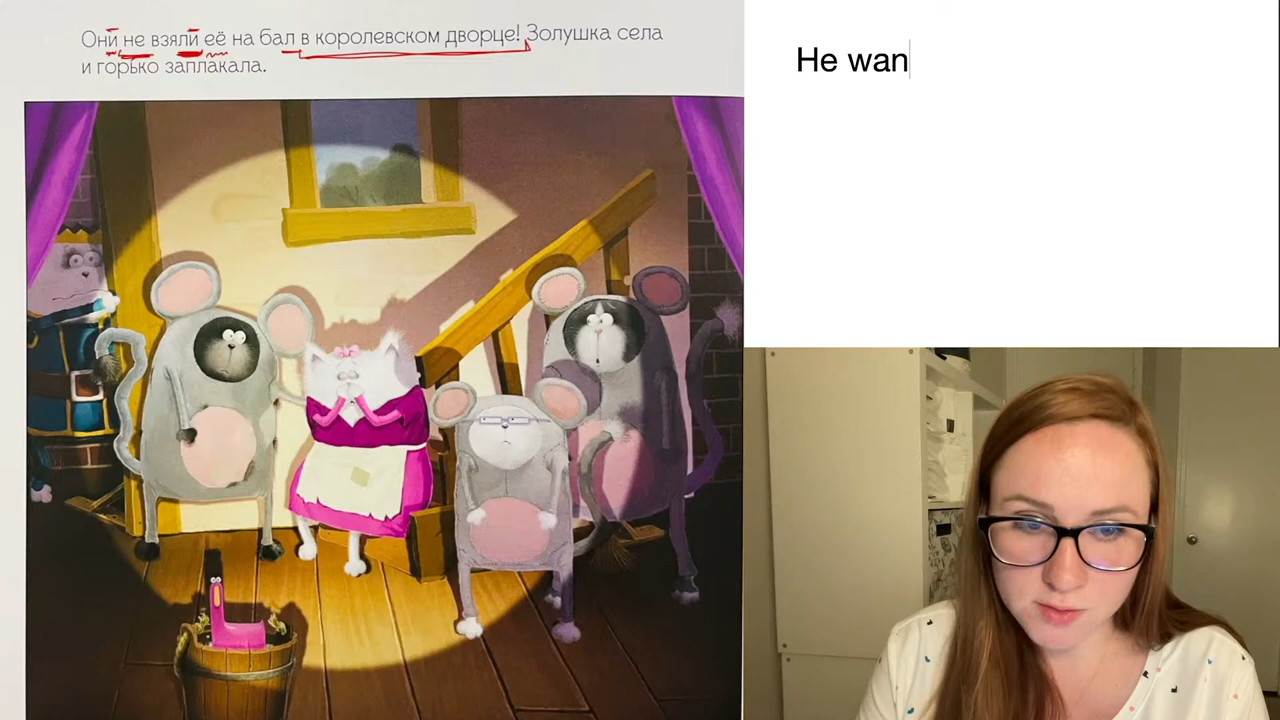 Они не взяли её на бал в королевском дворце! Золушка села
и горько заплакала.
He wan